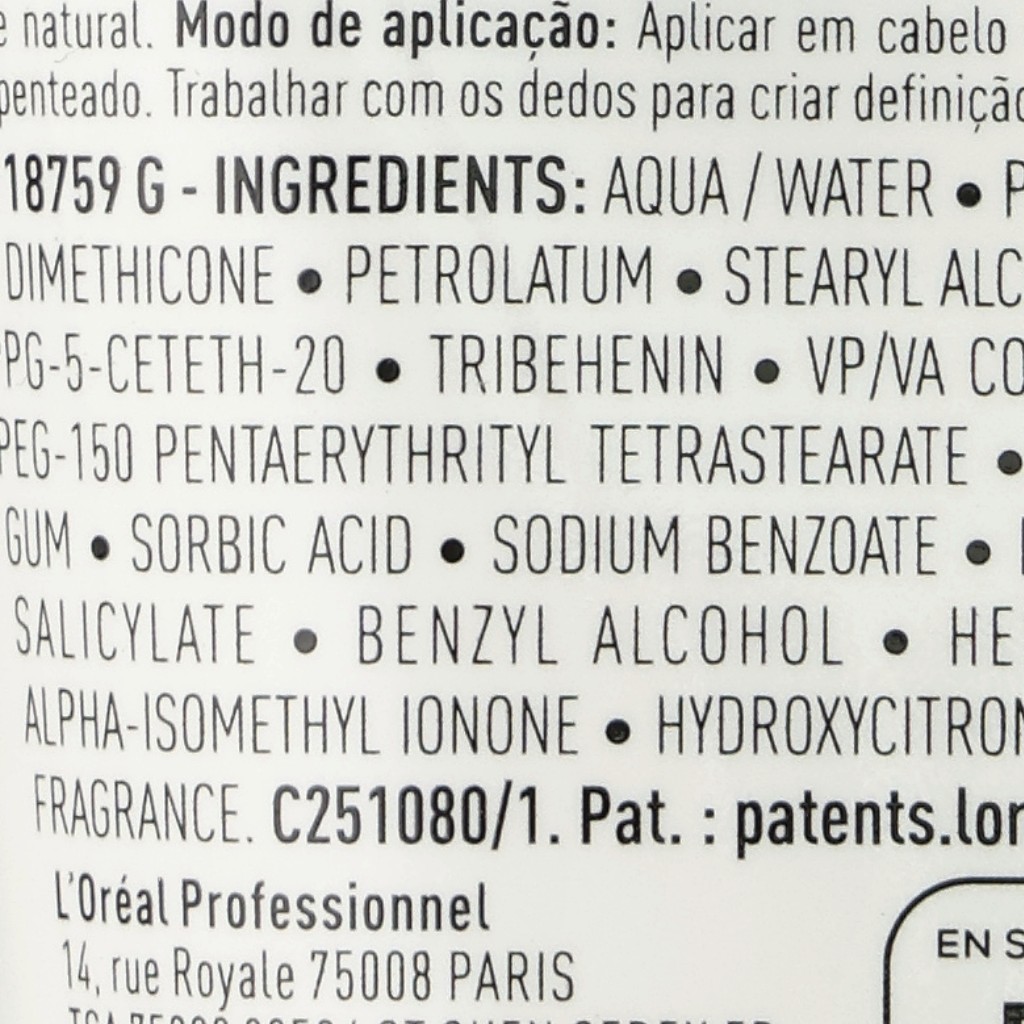 natural. Modo de aplicação: Aplicar em cabelo
penteado. Trabalhar com os dedos para criar definição
18759 G - INGREDIENTS: AQUA / WATER •
DIMETHICONE • PETROLATUM • STEARYL ALC
PPG-5-CETETH-20 • TRIBEHENIN • VP/VA CO
PEG-150 PENTAERYTHRITYL TETRASTEARATE •
GUM • SORBIC ACID • SODIUM BENZOATE •
SALICYLATE • BENZYL ALCOHOL • HE
ALPHA-ISOMETHYL IONONE • HYDROXYCITRON
FRAGRANCE. C251080/1. Pat. : patents.lor
L'Oréal Professionnel
14, rue Royale 75008 PARIS
EN S